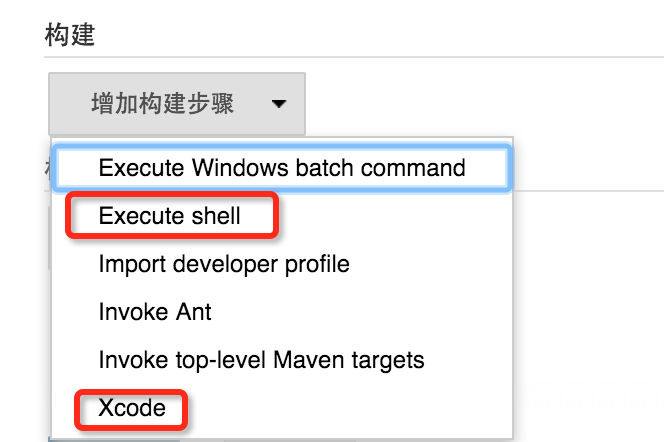 构建
增加构建步骤
Execute Windows batch command
Execute shell
Import developer profile
Invoke Ant
Invoke top-level Maven targets
Xcode